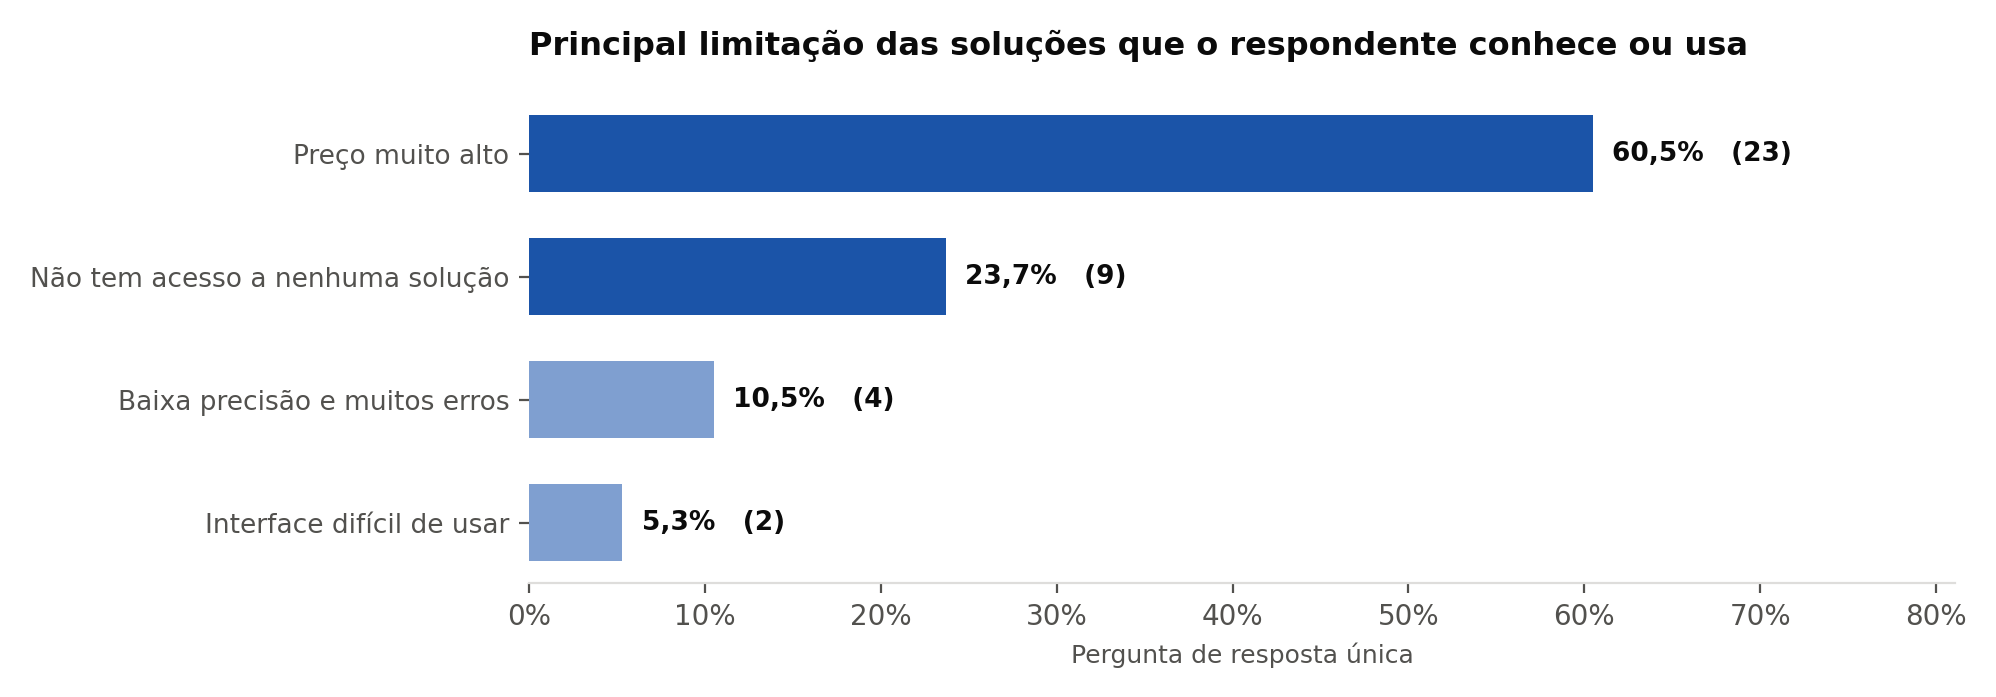 Principal limitação das soluções que o respondente conhece ou usa
Preço muito alto
60,5% (23)
Não tem acesso a nenhuma solução
23,7% (9)
Baixa precisão e muitos erros
10,5% (4)
Interface difícil de usar
5,3% (2)
0% 10% 20% 30% 40% 50% 60% 70% 80%
Pergunta de resposta única